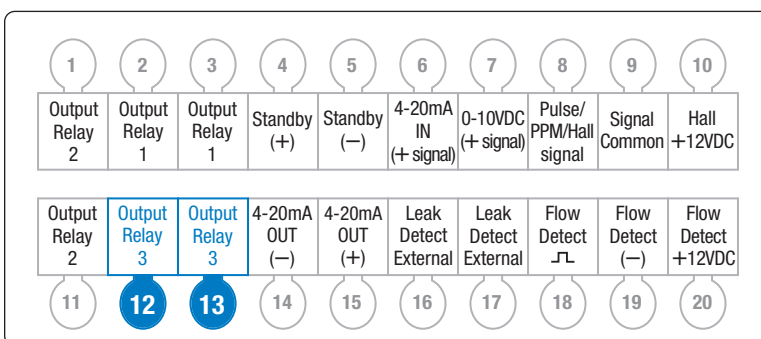 1 2 3 4 5 6 7 8 9 10
Output Output Output Standby Standby 4-20mA 0-10VDC Pulse/ Signal Hall
Relay Relay Relay (+) (—) IN (+ signal) PPM/Hall Common +12VDC
2 1 1 (+ signal) signal
Output Output Output 4-20mA 4-20mA Leak Leak Flow Flow Flow
Relay Relay Relay OUT OUT Detect Detect Detect Detect Detect
2 3 3 (—) (+) External External (—) +12VDC
11 12 13 14 15 16 17 18 19 20